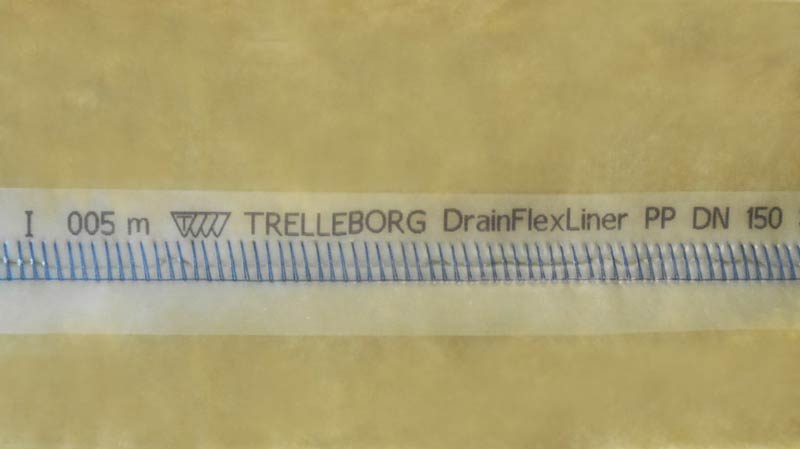 I 005 m TRELLEBORG DrainFlexLiner PP DN 150